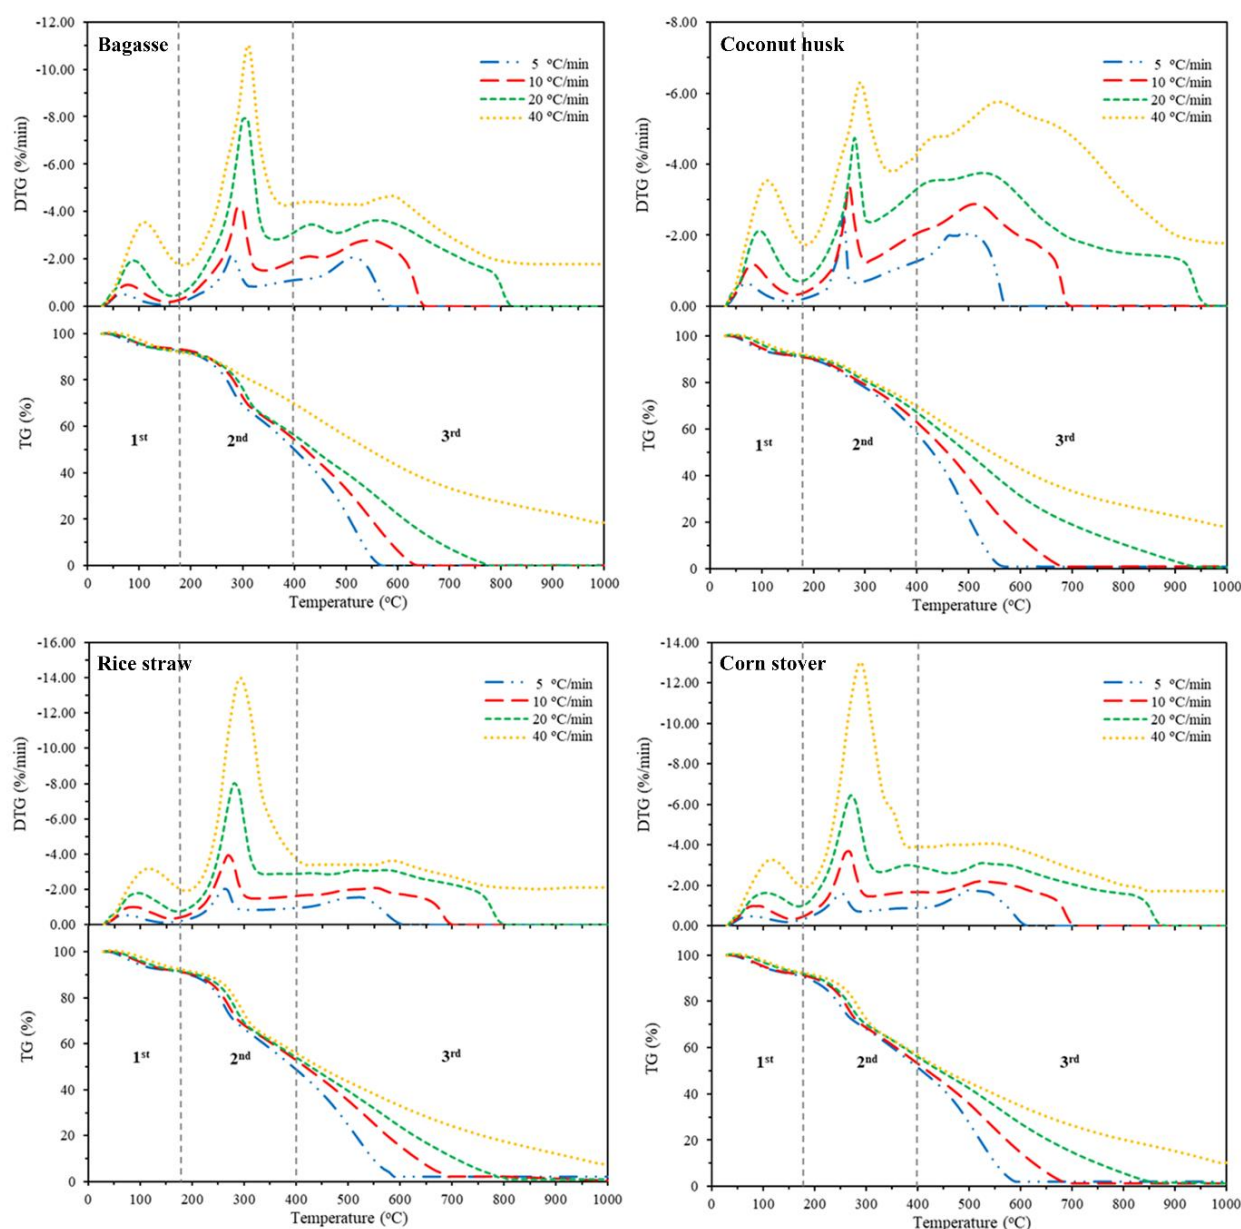 Bagasse
-12.00
-10.00
-8.00
-6.00
-4.00
-2.00
0.00
DTG (%/min)
5 °C/min
10 °C/min
20 °C/min
40 °C/min
100
80
60
40
20
0
TG (%)
1st
2nd
3rd
0 100 200 300 400 500 600 700 800 900 1000
Temperature (°C)
Coconut husk
-8.00
-6.00
-4.00
-2.00
0.00
DTG (%/min)
5 °C/min
10 °C/min
20 °C/min
40 °C/min
100
80
60
40
20
0
TG (%)
1st
2nd
3rd
0 100 200 300 400 500 600 700 800 900 1000
Temperature (°C)
Rice straw
-16.00
-14.00
-12.00
-10.00
-8.00
-6.00
-4.00
-2.00
0.00
DTG (%/min)
5 °C/min
10 °C/min
20 °C/min
40 °C/min
100
80
60
40
20
0
TG (%)
1st
2nd
3rd
0 100 200 300 400 500 600 700 800 900 1000
Temperature (°C)
Corn stover
-14.00
-12.00
-10.00
-8.00
-6.00
-4.00
-2.00
0.00
DTG (%/min)
5 °C/min
10 °C/min
20 °C/min
40 °C/min
100
80
60
40
20
0
TG (%)
1st
2nd
3rd
0 100 200 300 400 500 600 700 800 900 1000
Temperature (°C)